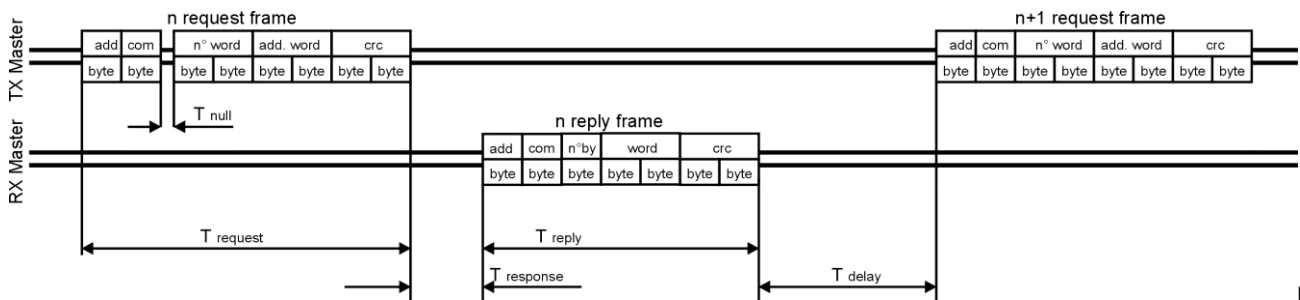 n request frame
n+1 request frame
TX Master
add com n° word add. word crc
add com n° word add. word crc
byte byte byte byte byte byte byte byte
byte byte byte byte byte byte byte byte
T null
n reply frame
RX Master
add com n°by word crc
byte byte byte byte byte byte byte
T request
T reply
T response
T delay